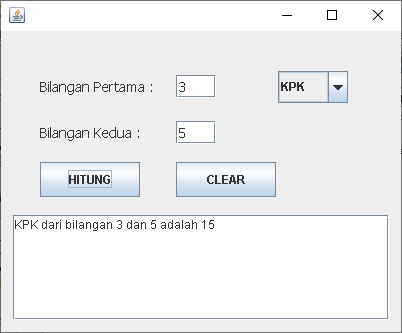 Bilangan Pertama : 3 KPK
Bilangan Kedua : 5
HITUNG CLEAR
KPK dari bilangan 3 dan 5 adalah 15